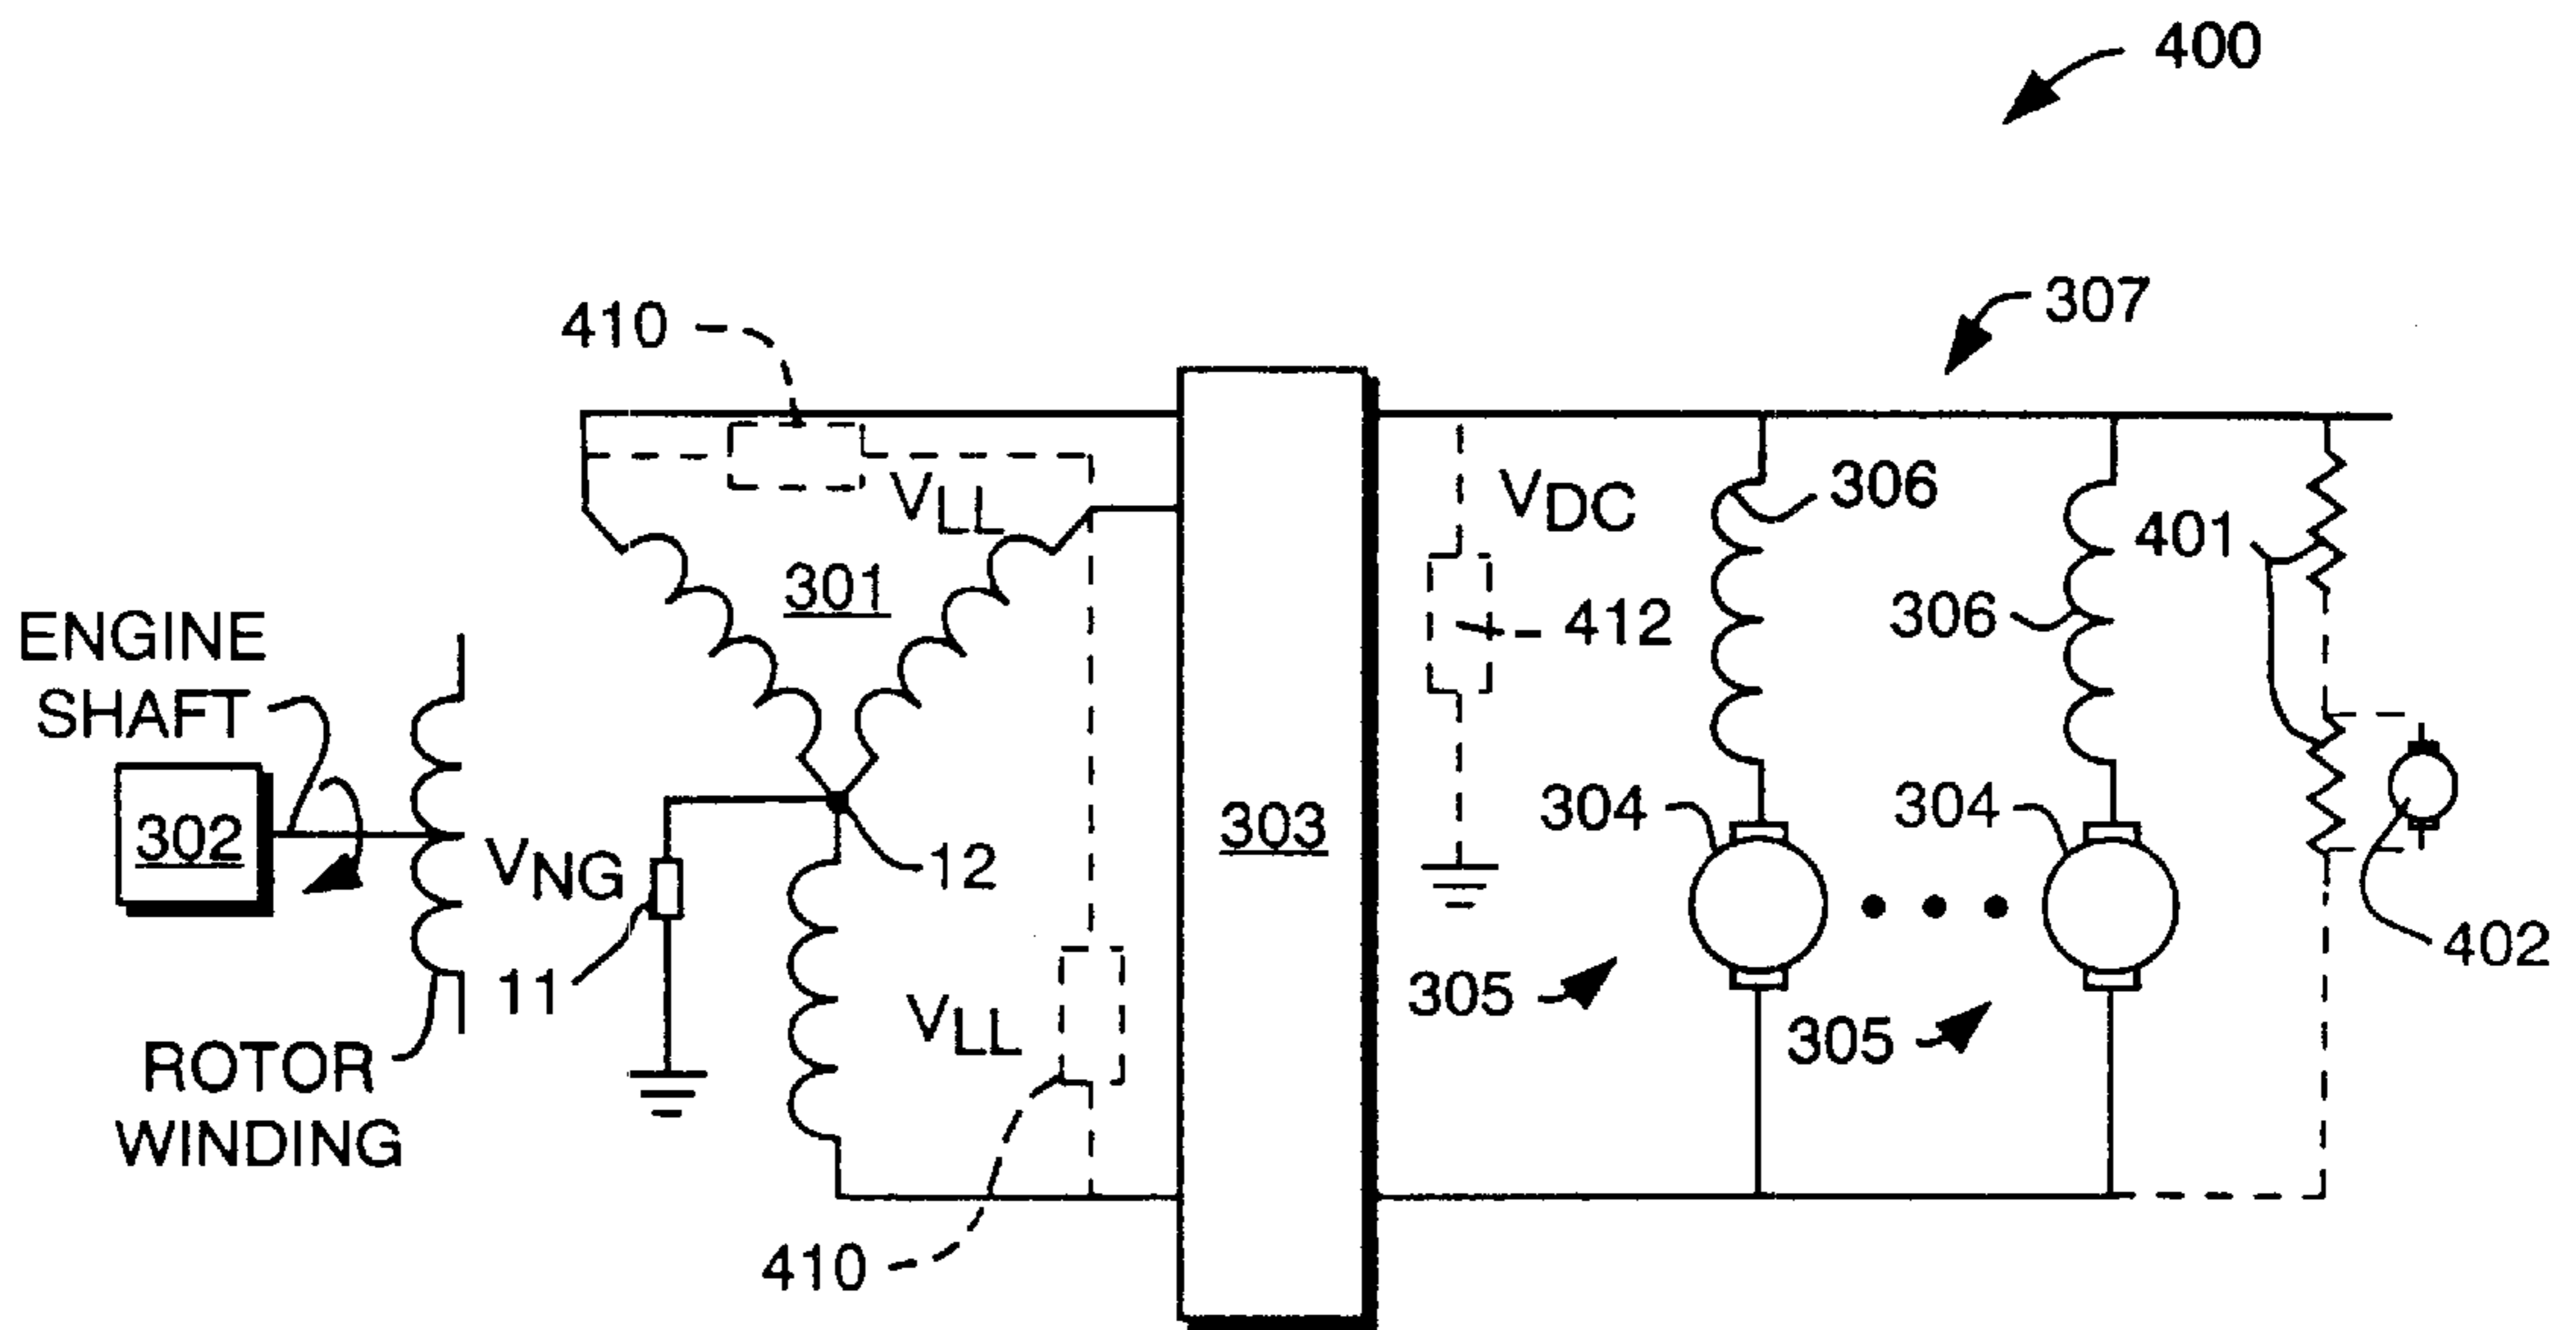 400
307
410
VLL
VDC
306
401
301
306
412
ENGINE
SHAFT
304
304
302
VNG
12
11
402
305
VLL
305
ROTOR
WINDING
303
410